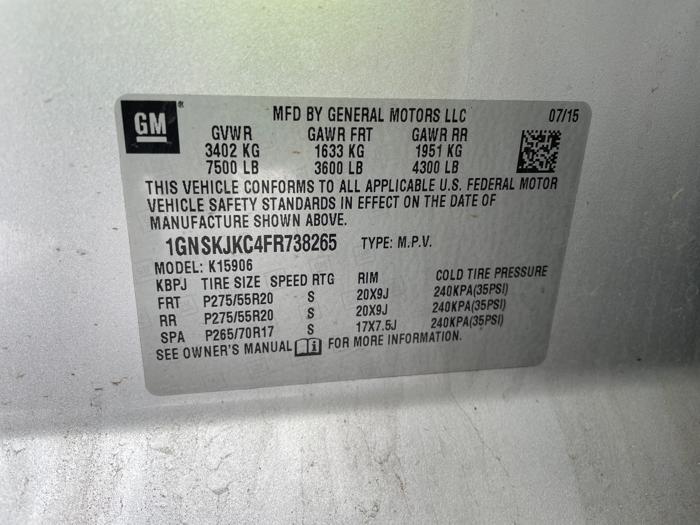 GM
MFD BY GENERAL MOTORS LLC 07/15
GVWR GAWR FRT GAWR RR
3402 KG 1633 KG 1951 KG
7500 LB 3600 LB 4300 LB
THIS VEHICLE CONFORMS TO ALL APPLICABLE U.S. FEDERAL MOTOR
VEHICLE SAFETY STANDARDS IN EFFECT ON THE DATE OF
MANUFACTURE SHOWN ABOVE.
1GNSKJKC4FR738265 TYPE: M.P.V.
MODEL: K15906
KBPJ TIRE SIZE SPEED RTG RIM COLD TIRE PRESSURE
FRT P275/55R20 S 20X9J 240KPA(35PSI)
RR P275/55R20 S 20X9J 240KPA(35PSI)
SPA P265/70R17 S 17X7.5J 240KPA(35PSI)
SEE OWNER'S MANUAL i FOR MORE INFORMATION.